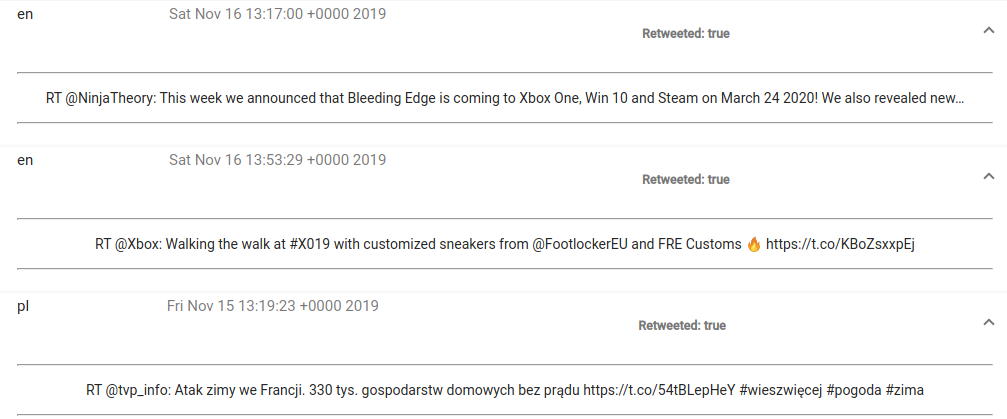 en Sat Nov 16 13:17:00 +0000 2019
Retweeted: true
RT @NinjaTheory: This week we announced that Bleeding Edge is coming to Xbox One, Win 10 and Steam on March 24 2020! We also revealed new…
en Sat Nov 16 13:53:29 +0000 2019
Retweeted: true
RT @Xbox: Walking the walk at #X019 with customized sneakers from @FootlockerEU and FRE Customs 🔥 https://t.co/KBoZsxxpEj
pl Fri Nov 15 13:19:23 +0000 2019
Retweeted: true
RT @tvp_info: Atak zimy we Francji. 330 tys. gospodarstw domowych bez prądu https://t.co/54tBLepHeY #wieszwięcej #pogoda #zima